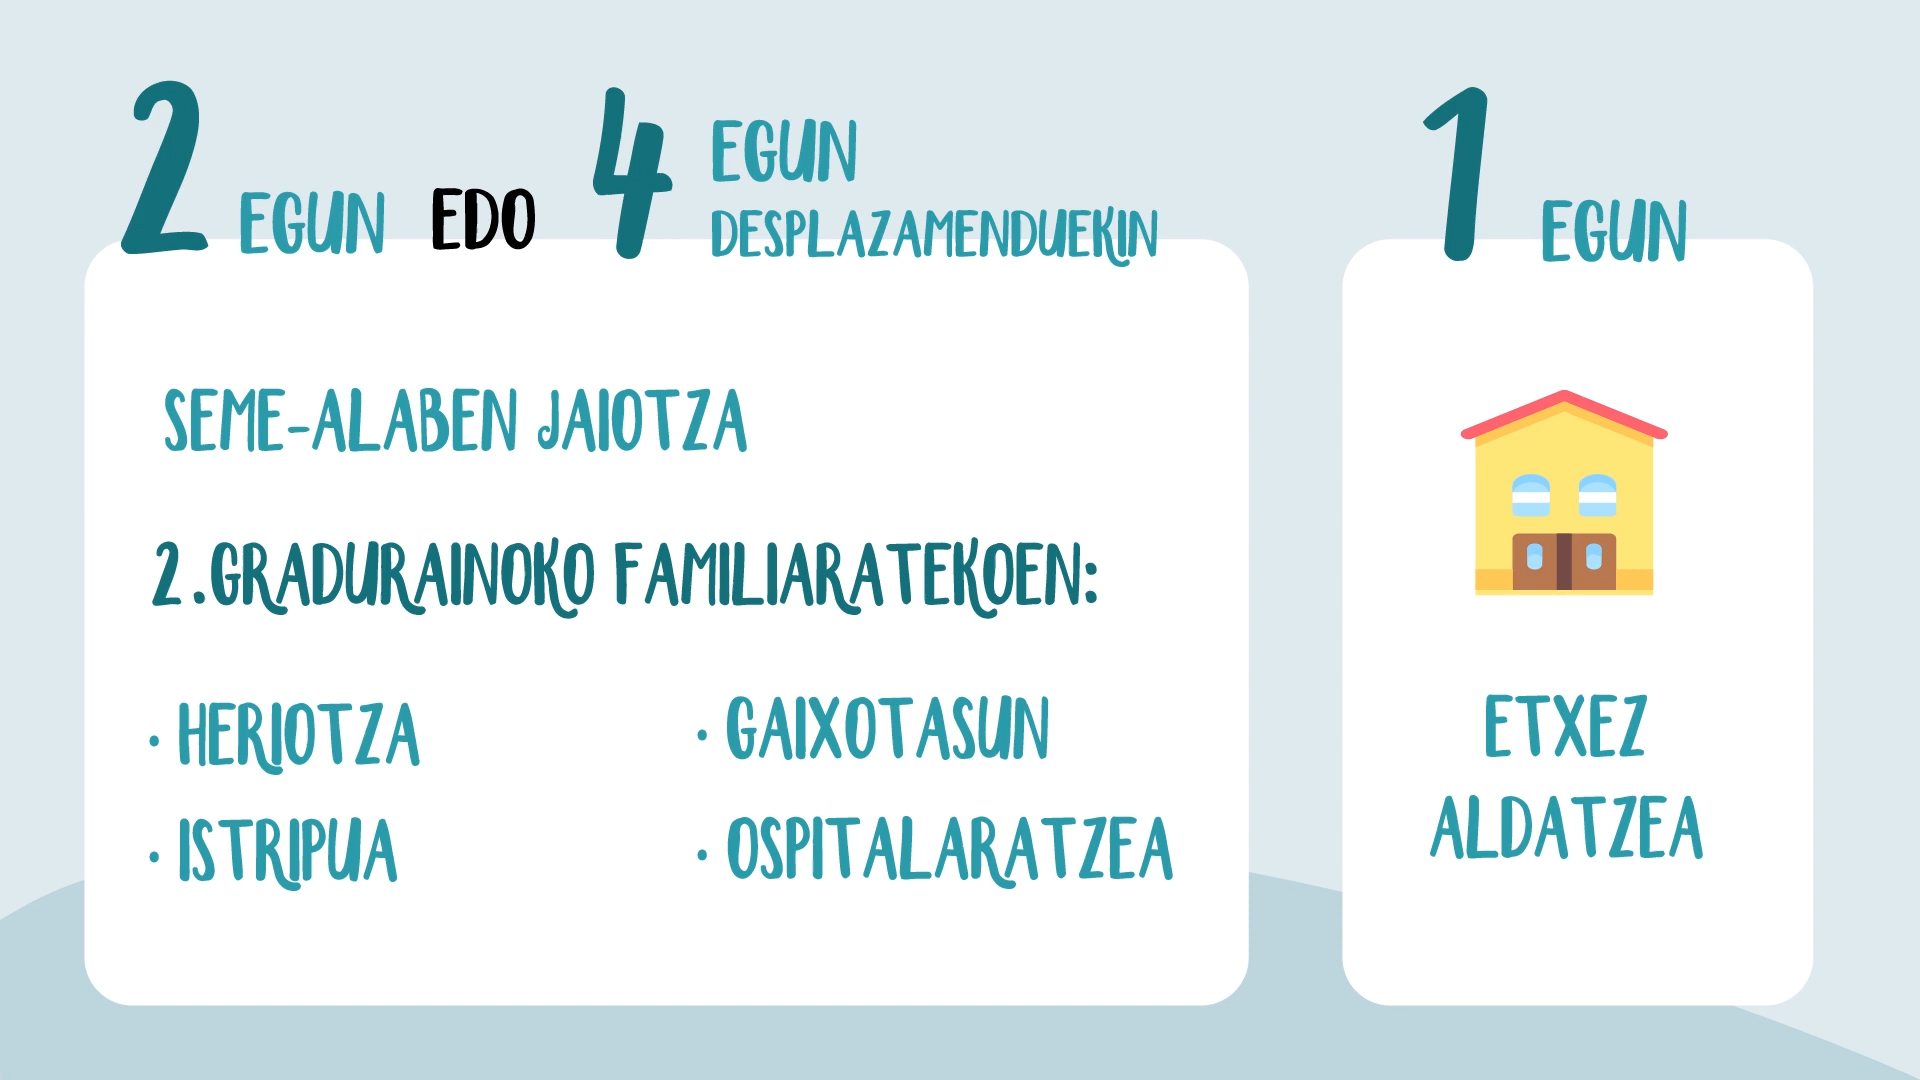 2 EGUN EDO 4 EGUN
DESPLAZAMENDUEKIN
SEME-ALABEN JAIOTZA
2.GRADURAINOKO FAMILIARATEKOEN:
· HERIOTZA
· ISTRIPUA
· GAIXOTASUN
· OSPITALARATZEA
1 EGUN
ETXEZ
ALDATZEA